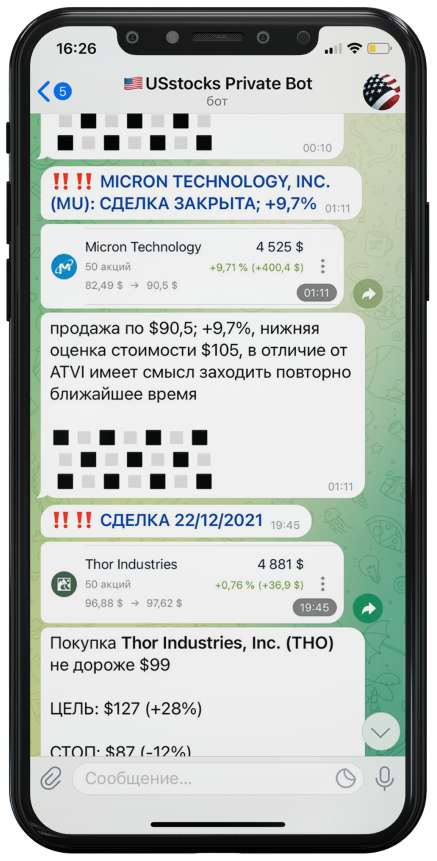 16:26
5
USstocks Private Bot
бот
00:10
‼️ ‼️ MICRON TECHNOLOGY, INC.
(MU): СДЕЛКА ЗАКРЫТА; +9,7% 01:11
Micron Technology 4 525 $
50 акций +9,71 % (+400,4 $)
82,49 $ → 90,5 $
01:11
продажа по $90,5; +9,7%, нижняя
оценка стоимости $105, в отличие от
ATVI имеет смысл заходить повторно
ближайшее время
01:11
‼️ ‼️ СДЕЛКА 22/12/2021 19:45
Thor Industries 4 881 $
50 акций +0,76 % (+36,9 $)
96,88 $ → 97,62 $
19:45
Покупка Thor Industries, Inc. (THO)
не дороже $99
ЦЕЛЬ: $127 (+28%)
СТОП: $87 (-12%)
Сообщение...